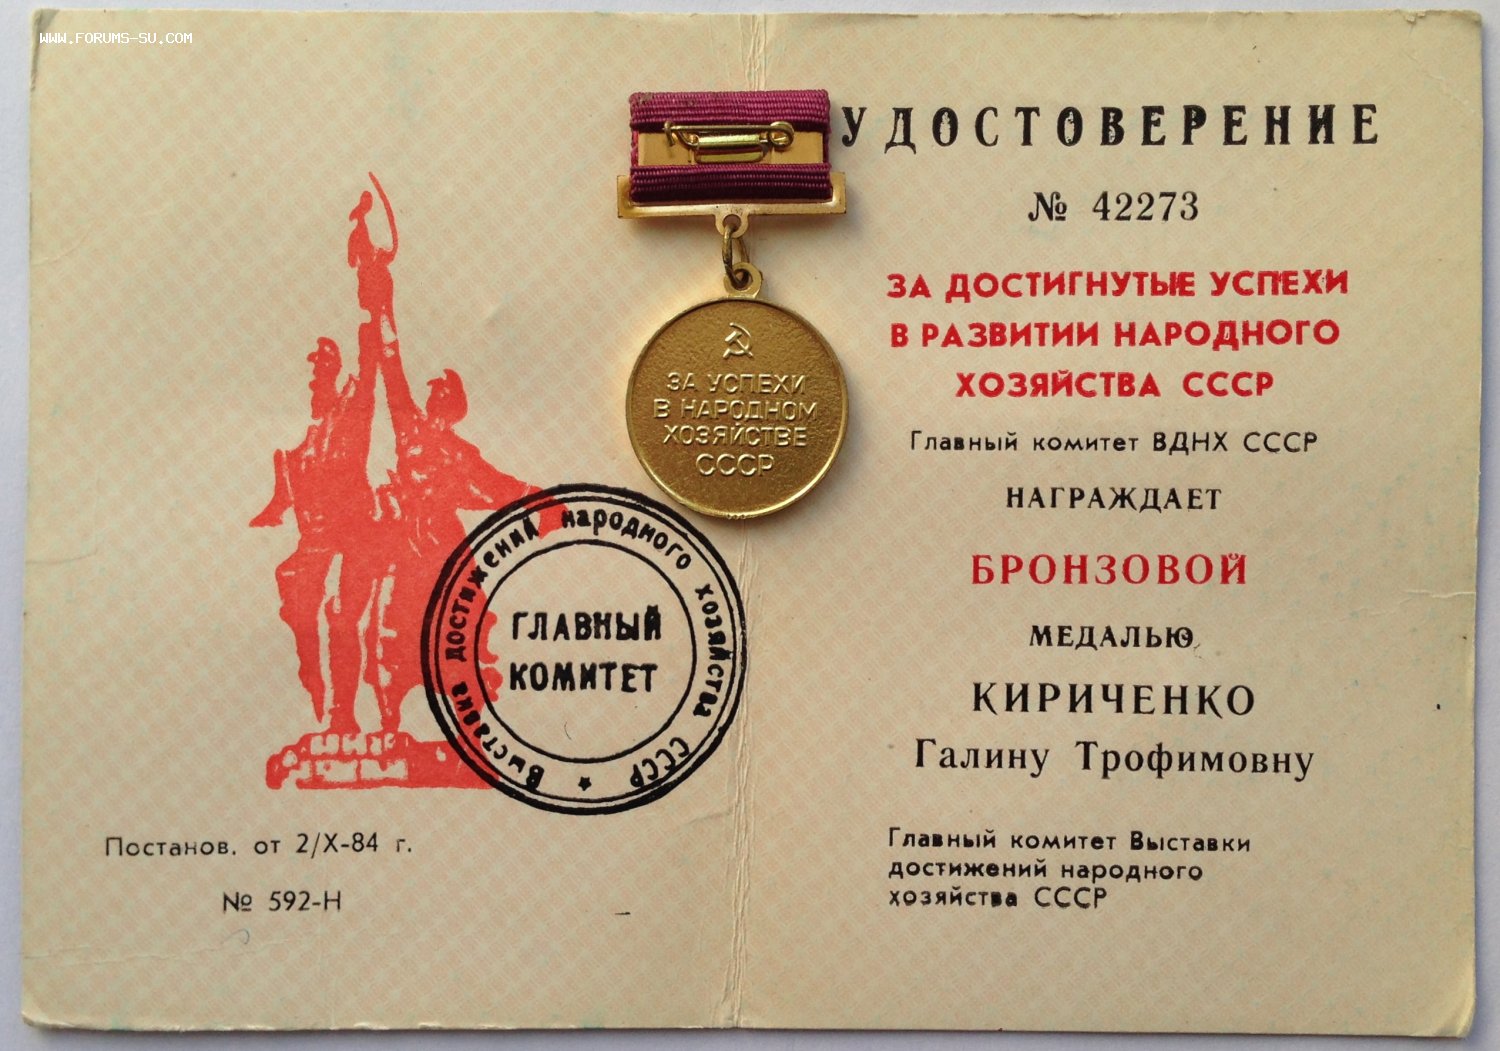 WWW.FORUMS-SU.COM
УДОСТОВЕРЕНИЕ
№ 42273
ЗА ДОСТИГНУТЫЕ УСПЕХИ
В РАЗВИТИИ НАРОДНОГО
ХОЗЯЙСТВА СССР
Главный комитет ВДНХ СССР
НАГРАЖДАЕТ
БРОНЗОВОЙ
МЕДАЛЬЮ
КИРИЧЕНКО
Галину Трофимовну
Главный комитет Выставки
достижений народного
хозяйства СССР
ЗА УСПЕХИ
В НАРОДНОМ
ХОЗЯЙСТВЕ
СССР
Выставка достижений народного хозяйства СССР
ГЛАВНЫЙ
КОМИТЕТ
Постанов. от 2/X-84 г.
№ 592-Н